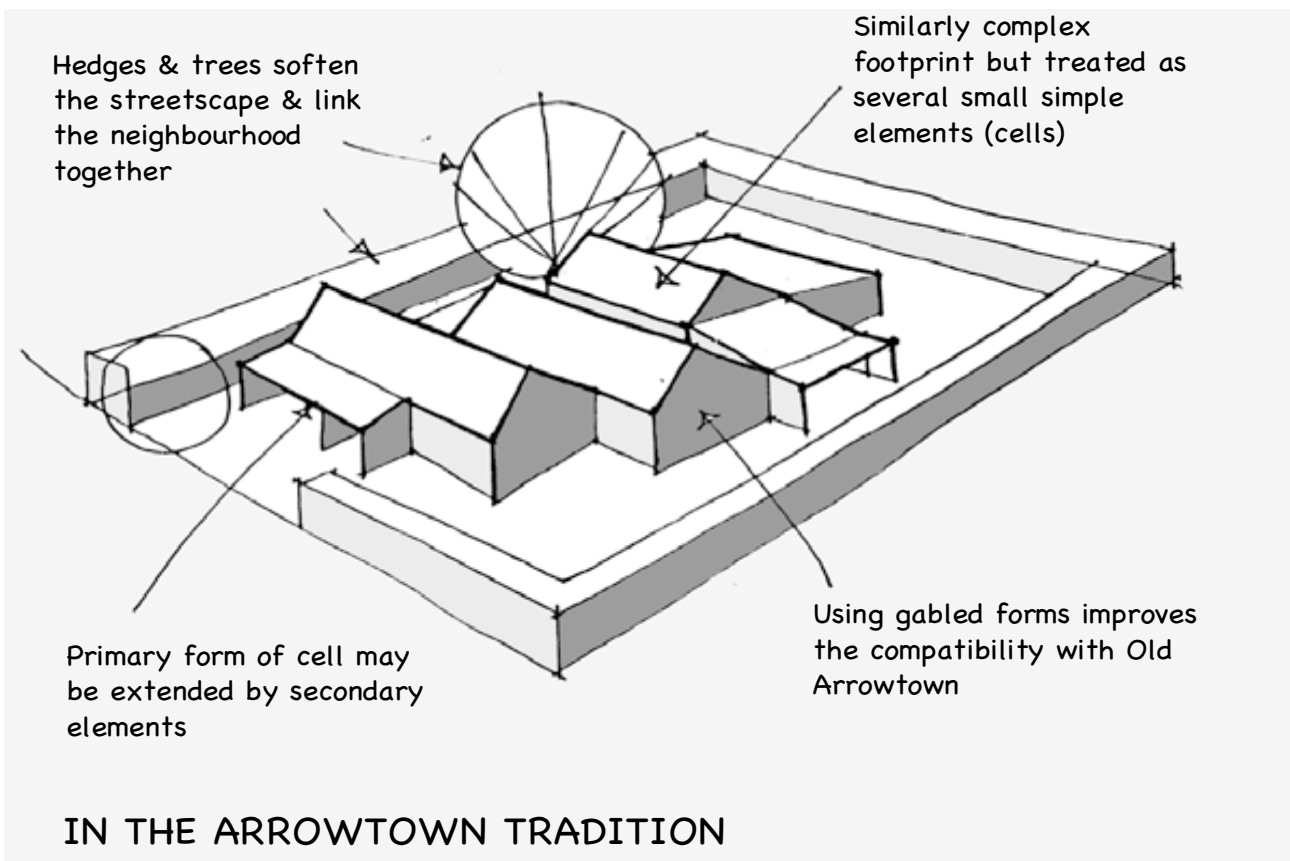 Hedges & trees soften
the streetscape & link
the neighbourhood
together
Similarly complex
footprint but treated as
several small simple
elements (cells)
Primary form of cell may
be extended by secondary
elements
Using gabled forms improves
the compatibility with Old
Arrowtown
IN THE ARROWTOWN TRADITION